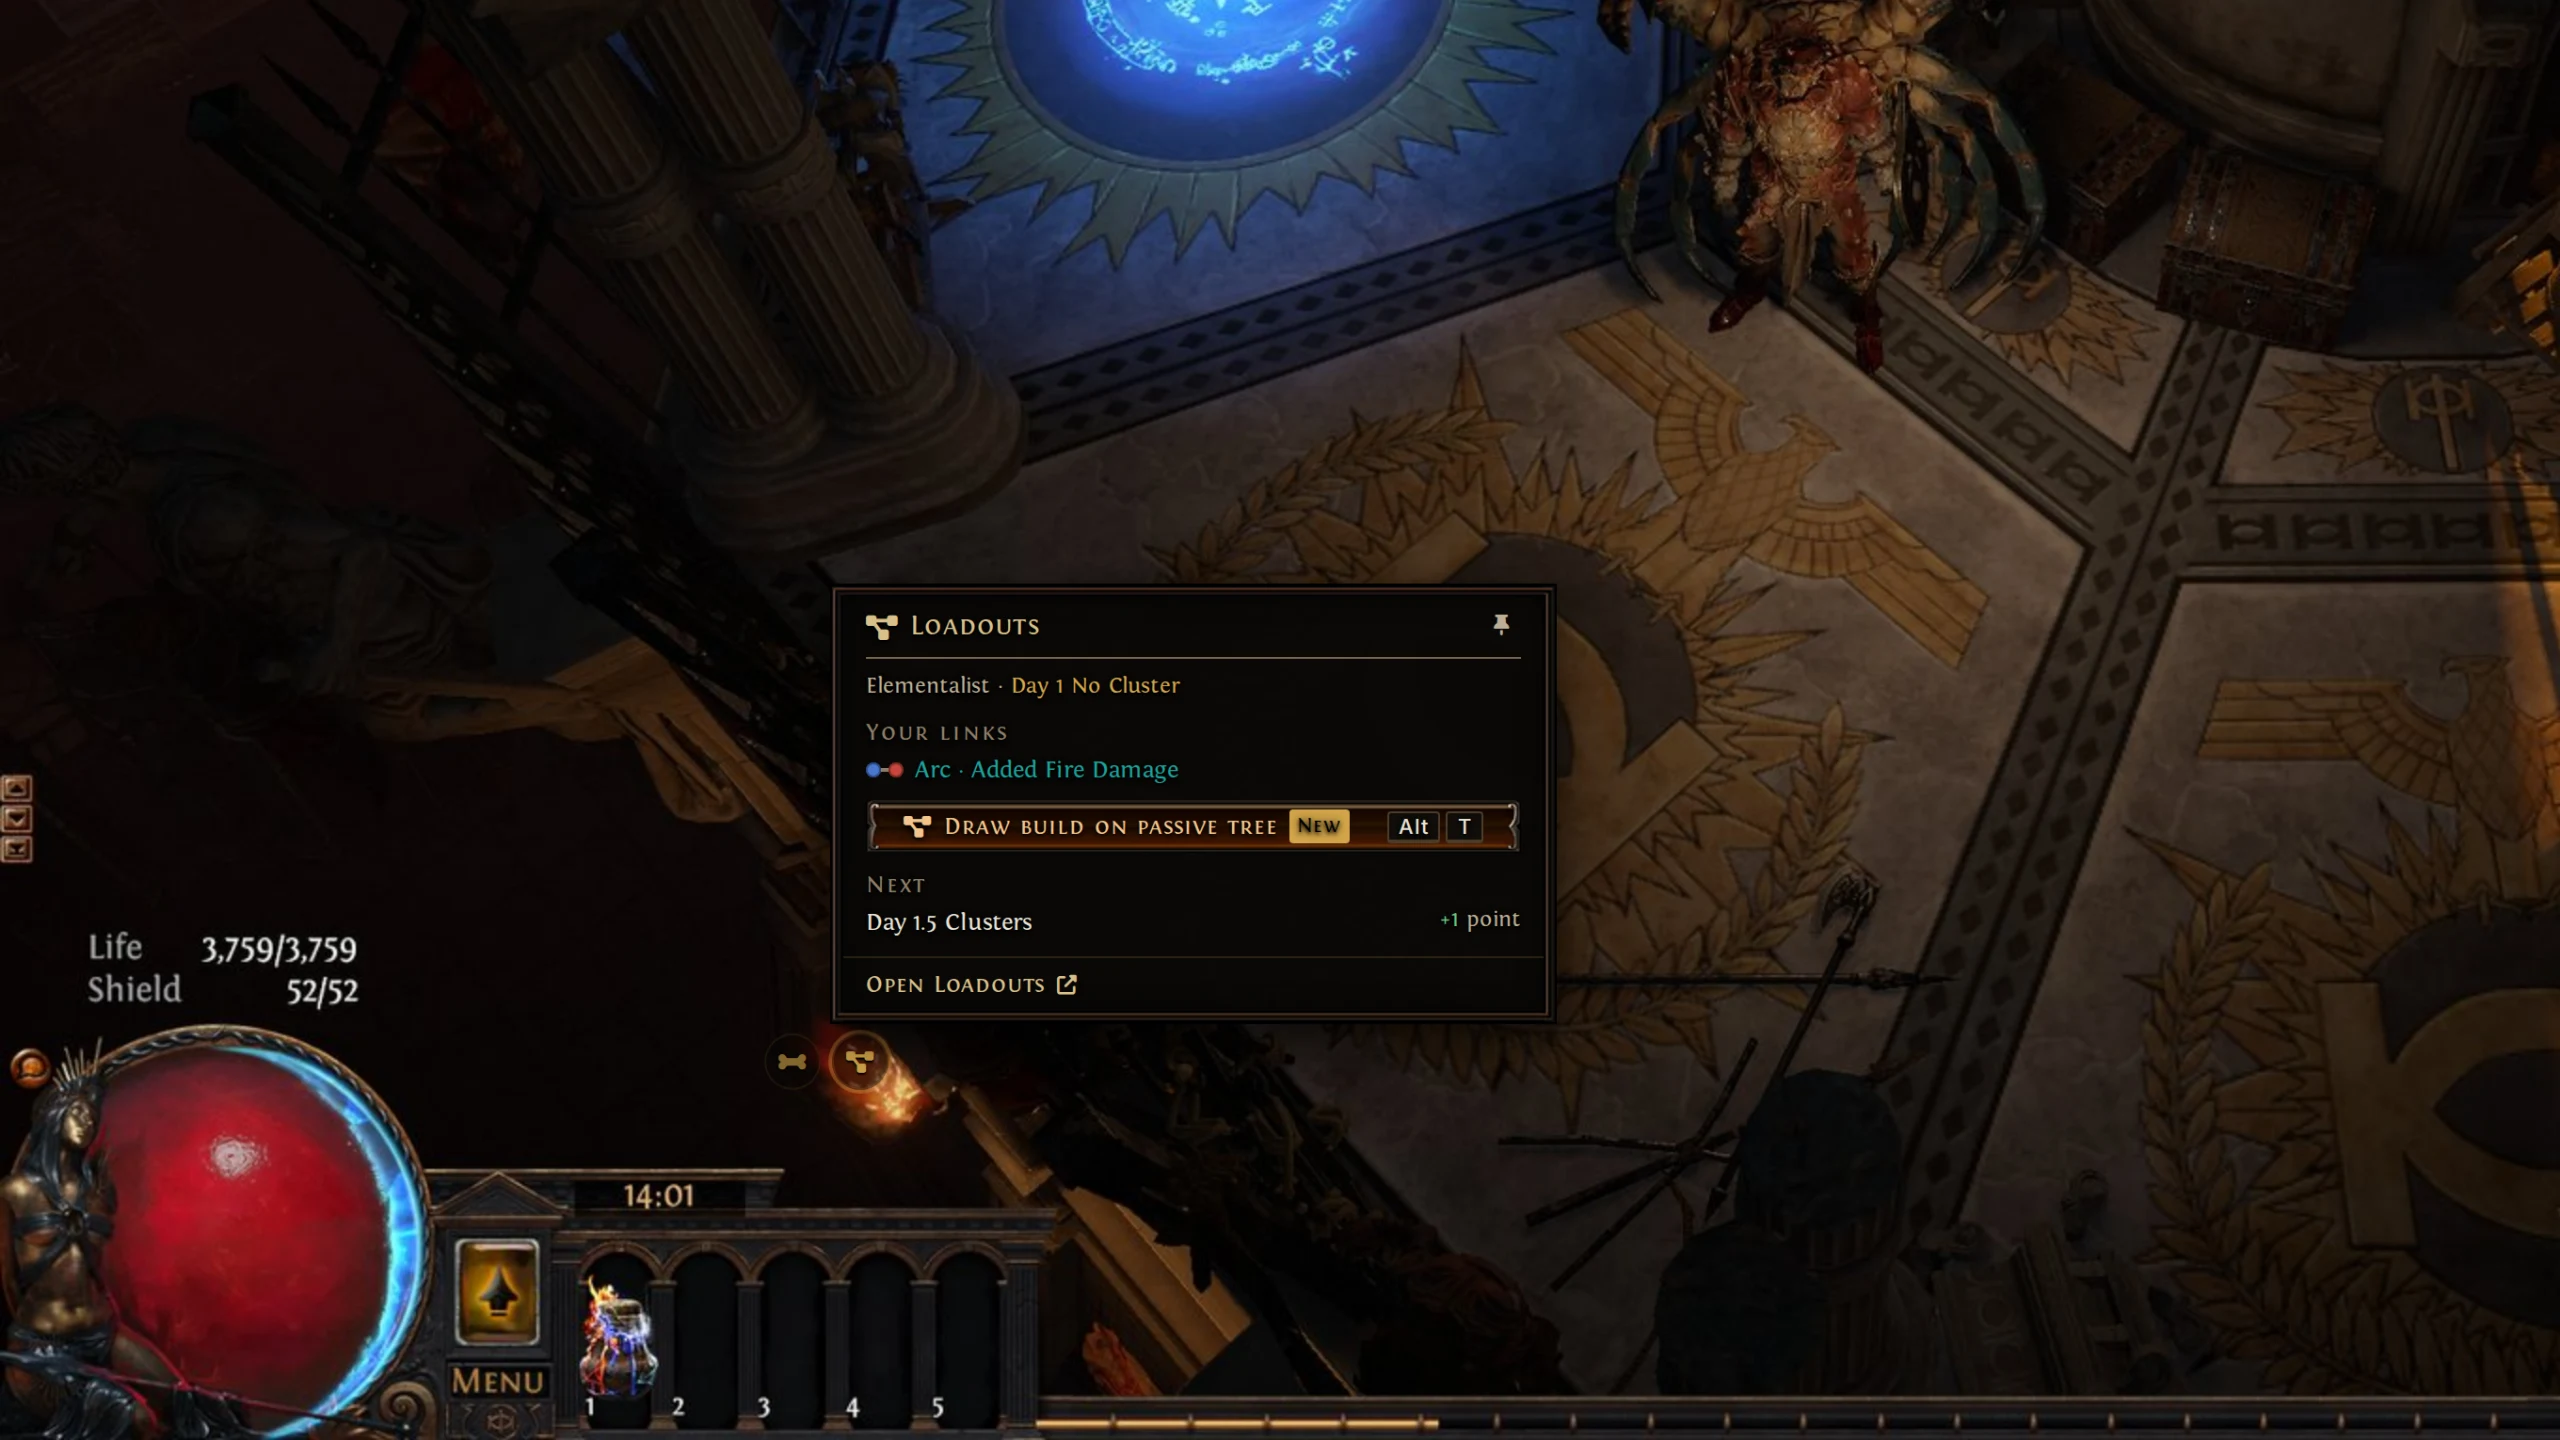 Loadouts
Elementalist · Day 1 No Cluster
Your links
Arc · Added Fire Damage
Draw build on passive tree New Alt T
Next
Day 1.5 Clusters +1 point
Open Loadouts
Life 3,759/3,759
Shield 52/52
14:01
Menu
1 2 3 4 5